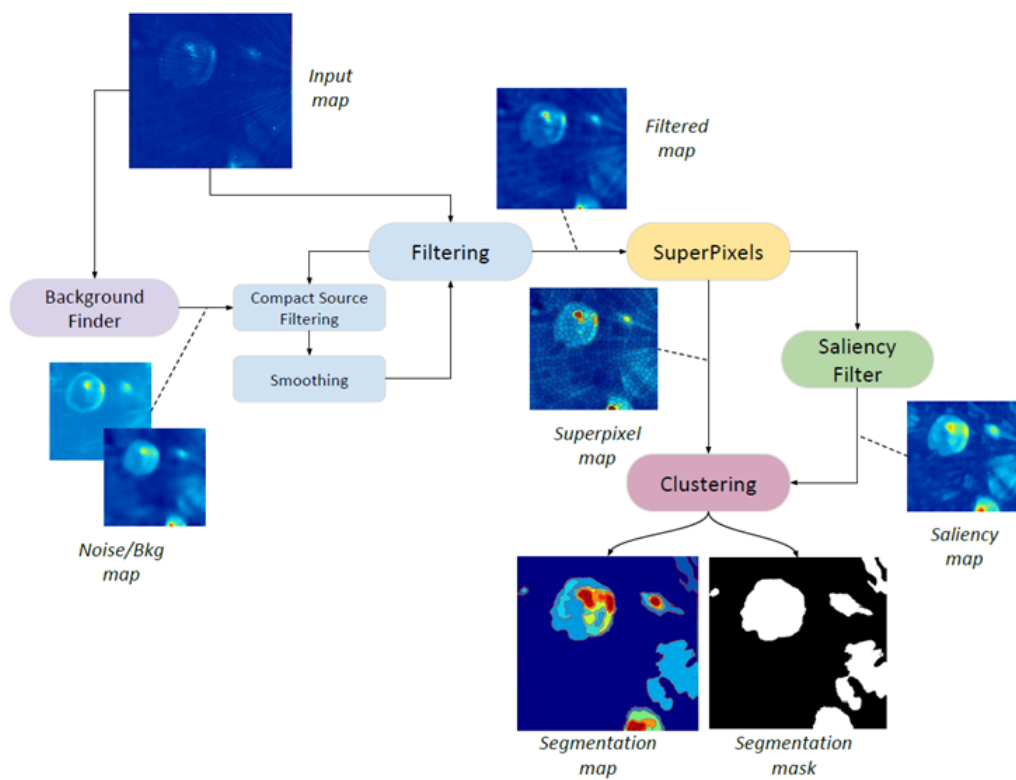 Input
map
Filtered
map
Filtering
SuperPixels
Background
Finder
Compact Source
Filtering
Smoothing
Saliency
Filter
Superpixel
map
Clustering
Noise/Bkg
map
Saliency
map
Segmentation
map
Segmentation
mask